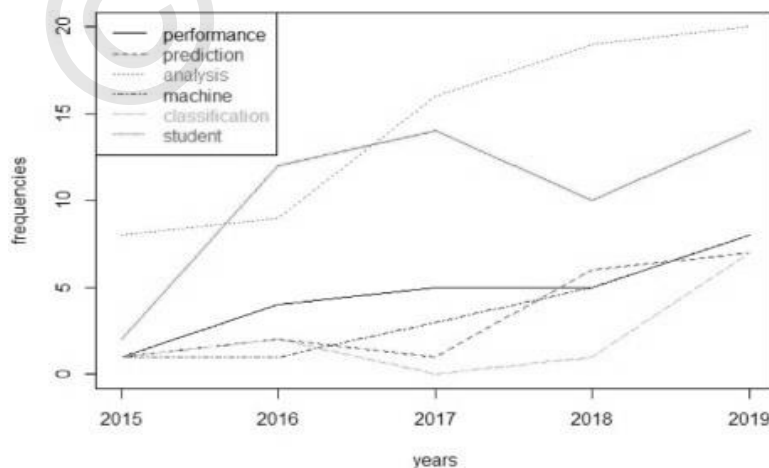 performance
prediction
analysis
machine
classification
student
20
15
10
5
0
frequencies
2015 2016 2017 2018 2019
years